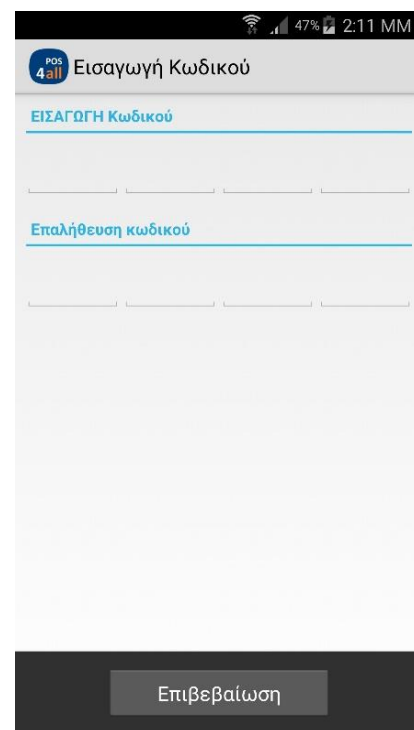 47% 2:11 MM
POS
4all Εισαγωγή Κωδικού
ΕΙΣΑΓΩΓΗ Κωδικού
Επαλήθευση κωδικού
Επιβεβαίωση